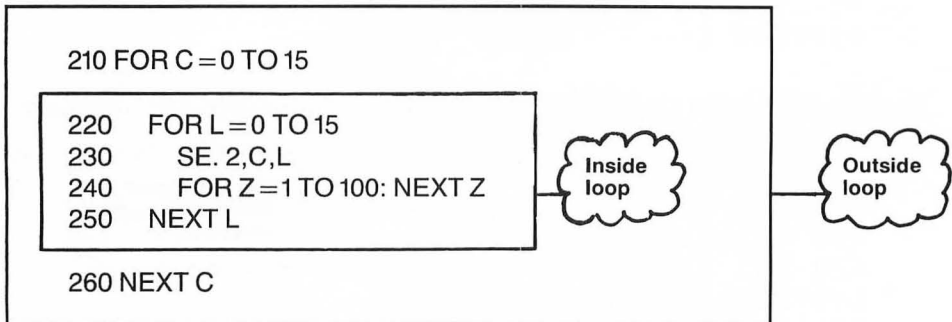 210 FOR C=0 TO 15
220 FOR L=0 TO 15
230 SE. 2,C,L
240 FOR Z=1 TO 100: NEXT Z
250 NEXT L
260 NEXT C
Inside
loop
Outside
loop